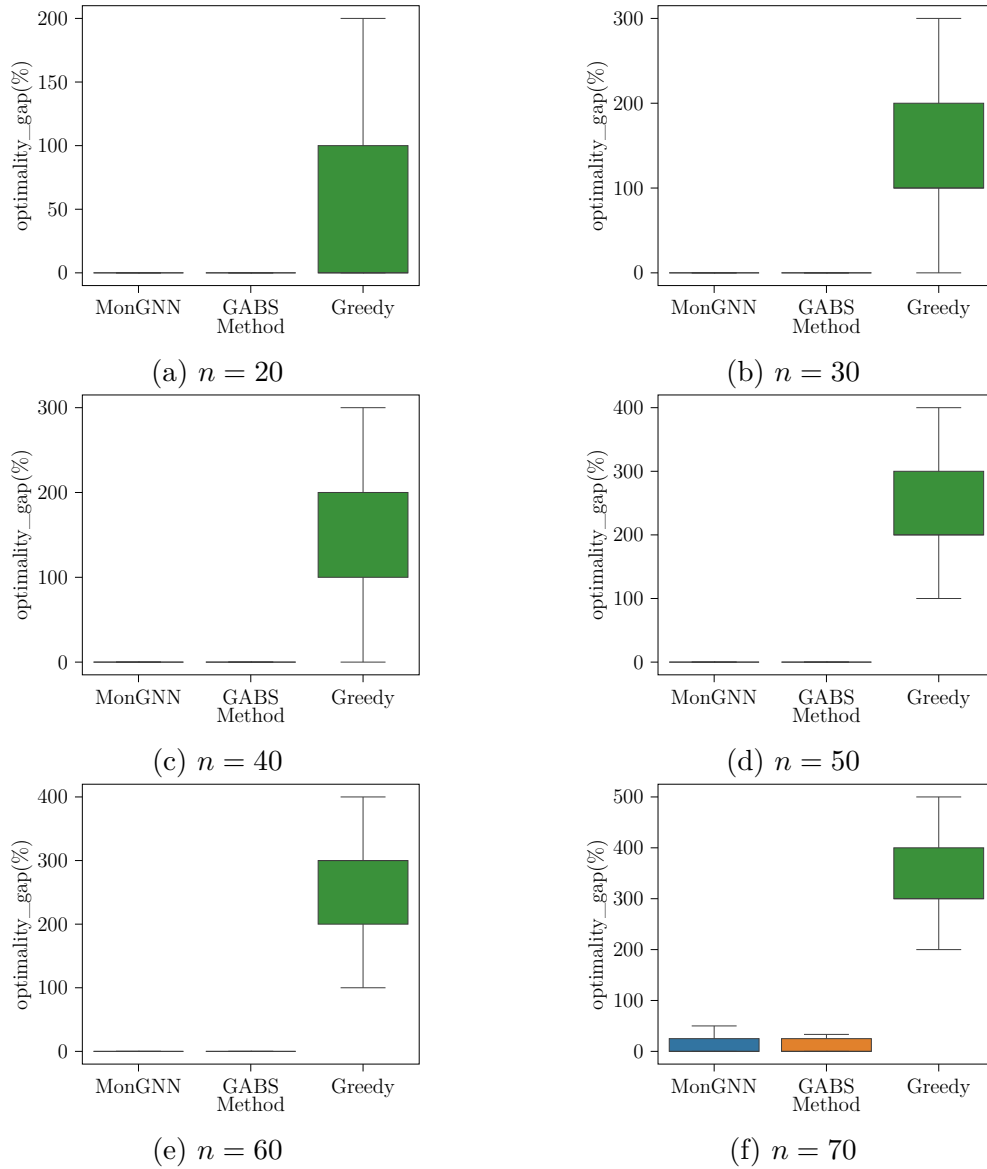 optimality_gap(%)
200
150
100
50
0
MonGNN GABS Greedy
Method
(a) n = 20
optimality_gap(%)
300
200
100
0
MonGNN GABS Greedy
Method
(b) n = 30
optimality_gap(%)
300
200
100
0
MonGNN GABS Greedy
Method
(c) n = 40
optimality_gap(%)
400
300
200
100
0
MonGNN GABS Greedy
Method
(d) n = 50
optimality_gap(%)
400
300
200
100
0
MonGNN GABS Greedy
Method
(e) n = 60
optimality_gap(%)
500
400
300
200
100
0
MonGNN GABS Greedy
Method
(f) n = 70